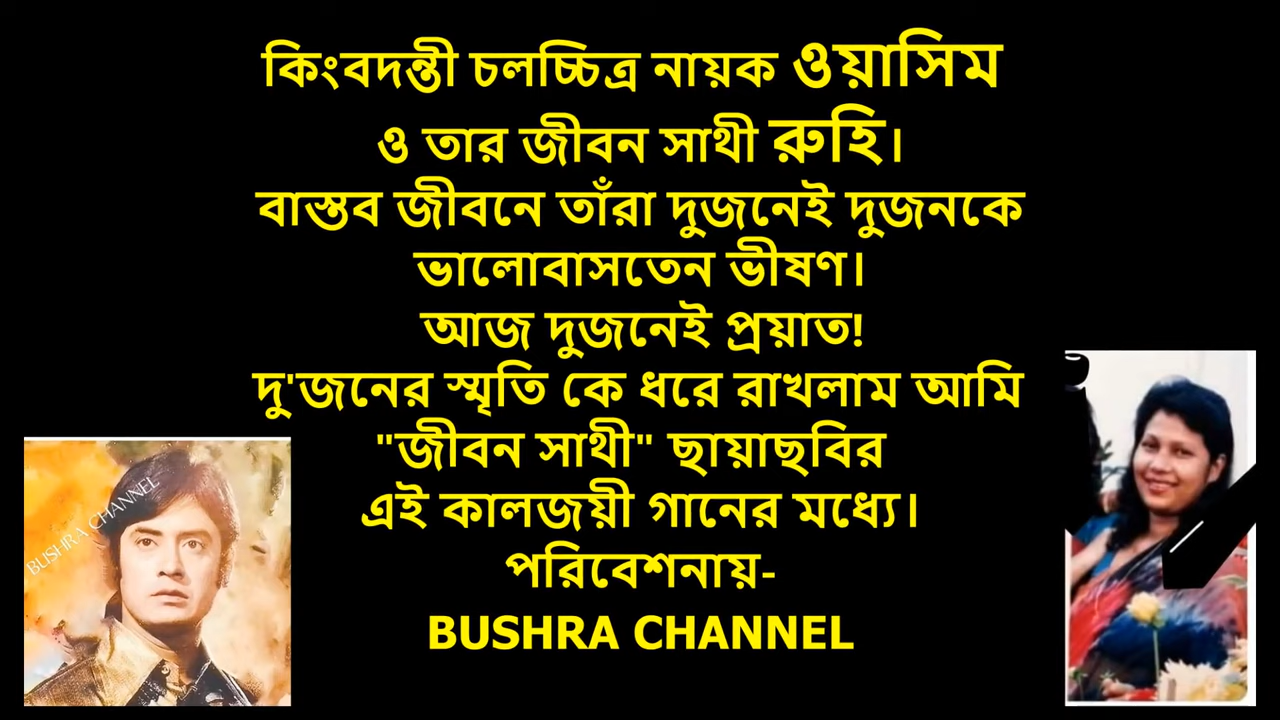 কিংবদন্তী চলচ্চিত্র নায়ক ওয়াসিম
ও তার জীবন সাথী রুহি।
বাস্তব জীবনে তাঁরা দুজনেই দুজনকে
ভালোবাসতেন ভীষণ।
আজ দুজনেই প্রয়াত!
দু'জনের স্মৃতি কে ধরে রাখলাম আমি
"জীবন সাথী" ছায়াছবির
এই কালজয়ী গানের মধ্যে।
পরিবেশনায়-
BUSHRA CHANNEL
BUSHRA CHANNEL